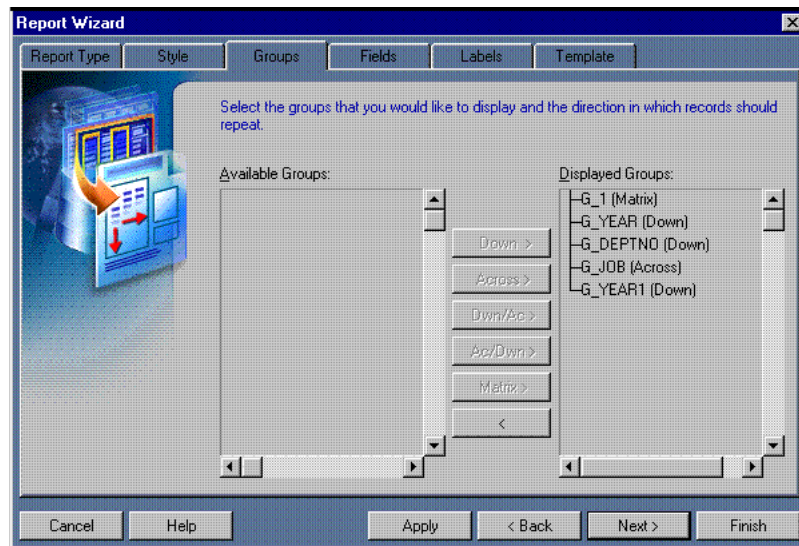 Report Wizard
Report Type
Style
Groups
Fields
Labels
Template
Select the groups that you would like to display and the direction in which records should
repeat.
Available Groups:
Displayed Groups:
G_1 (Matrix)
G_YEAR (Down)
G_DEPTNO (Down)
G_JOB (Across)
G_YEAR1 (Down)
Down >
Across >
Dwn/Ac >
Ac/Dwn >
Matrix >
<
Cancel
Help
Apply
< Back
Next >
Finish